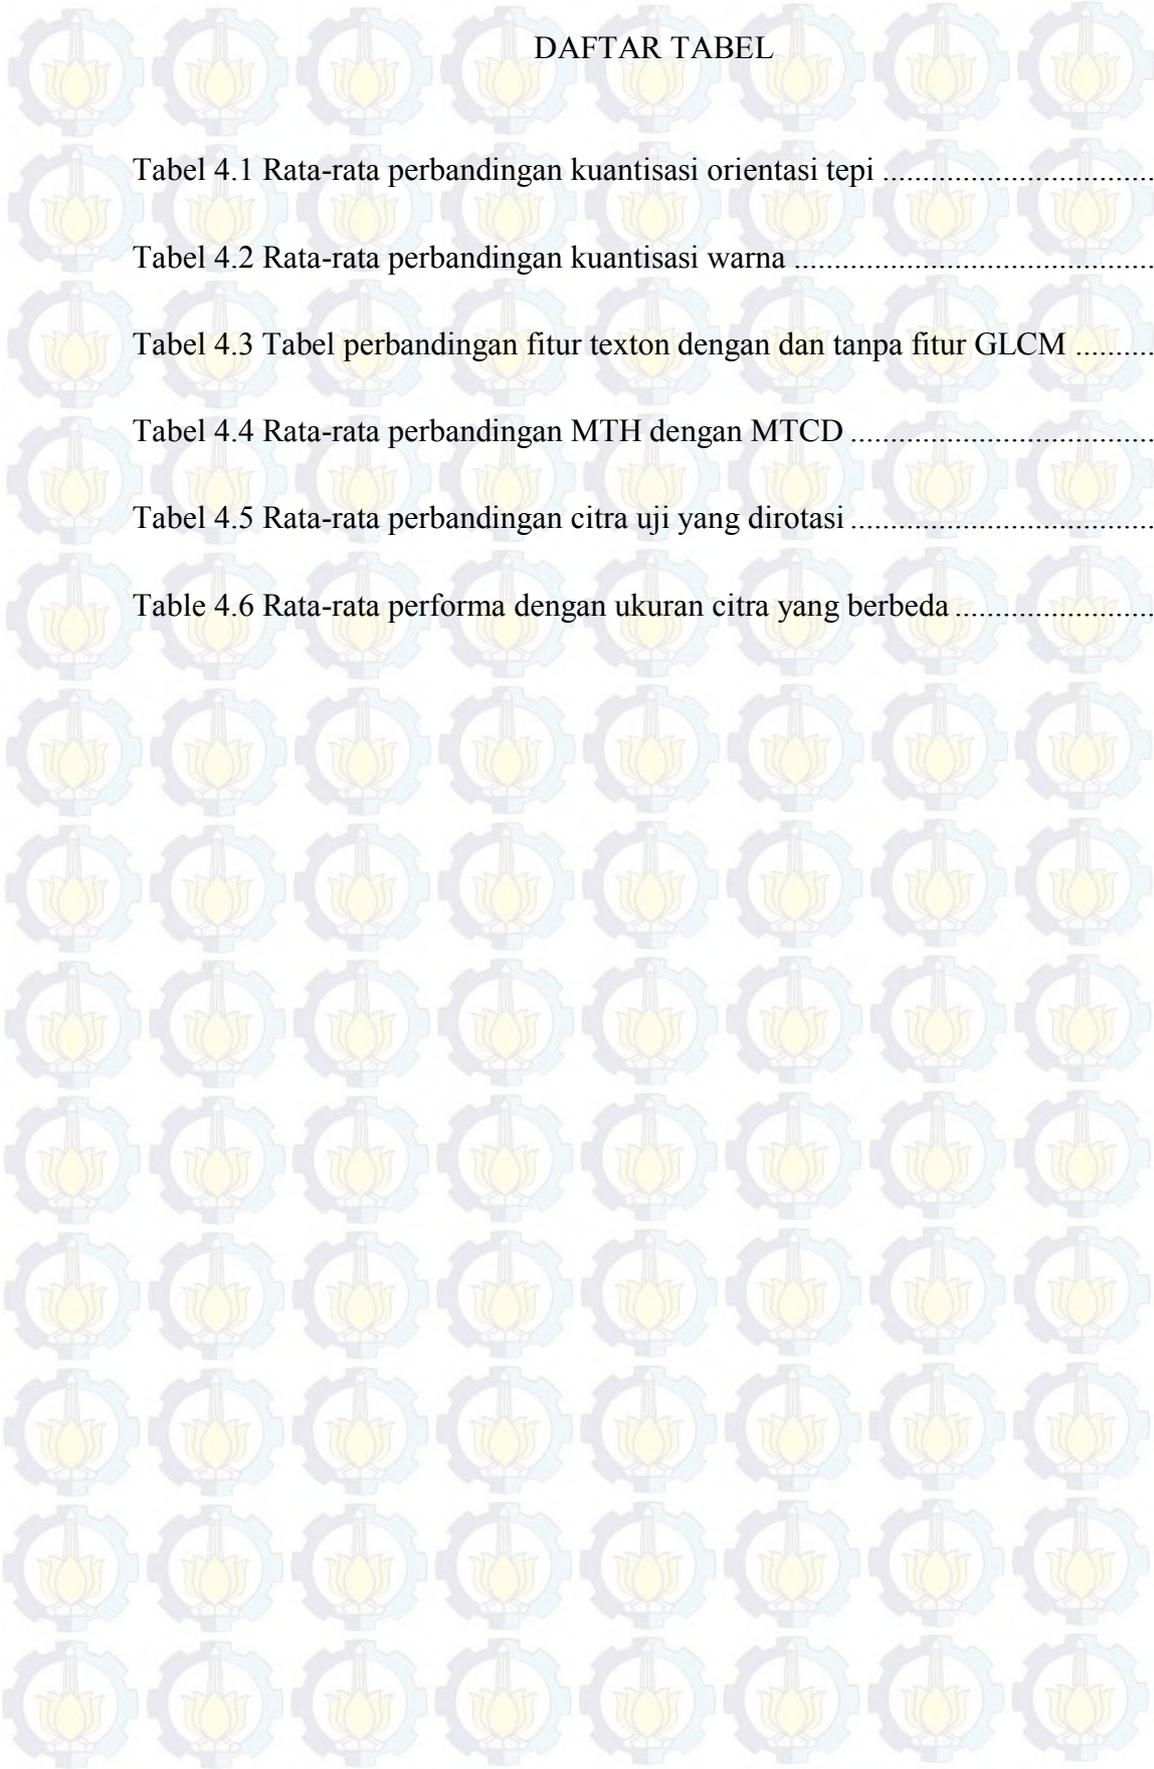 DAFTAR TABEL
Tabel 4.1 Rata-rata perbandingan kuantisasi orientasi tepi ..................................
Tabel 4.2 Rata-rata perbandingan kuantisasi warna .............................................
Tabel 4.3 Tabel perbandingan fitur texton dengan dan tanpa fitur GLCM ..........
Tabel 4.4 Rata-rata perbandingan MTH dengan MTCD ......................................
Tabel 4.5 Rata-rata perbandingan citra uji yang dirotasi ......................................
Table 4.6 Rata-rata performa dengan ukuran citra yang berbeda .........................